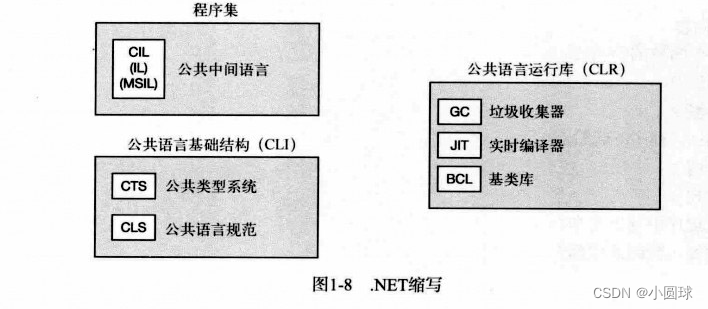 程序集
CIL
(IL)
(MSIL)
公共中间语言
公共语言基础结构（CLI）
CTS 公共类型系统
CLS 公共语言规范
公共语言运行库（CLR）
GC 垃圾收集器
JIT 实时编译器
BCL 基类库
图1-8 .NET缩写
CSDN @小圆球